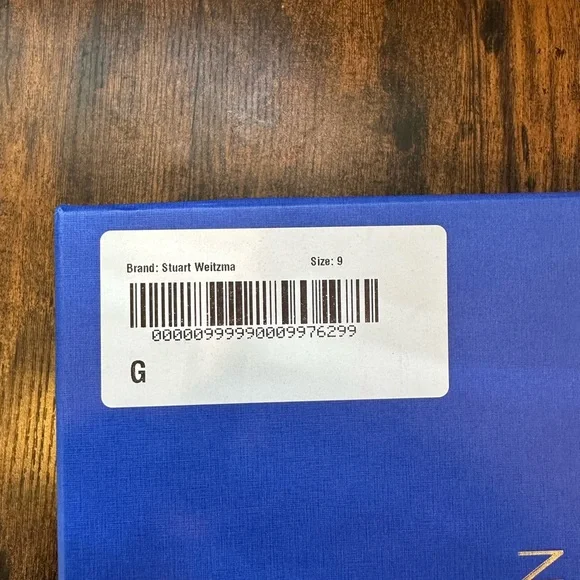 Brand: Stuart Weitzma Size: 9
00000999990009976299
G
Z